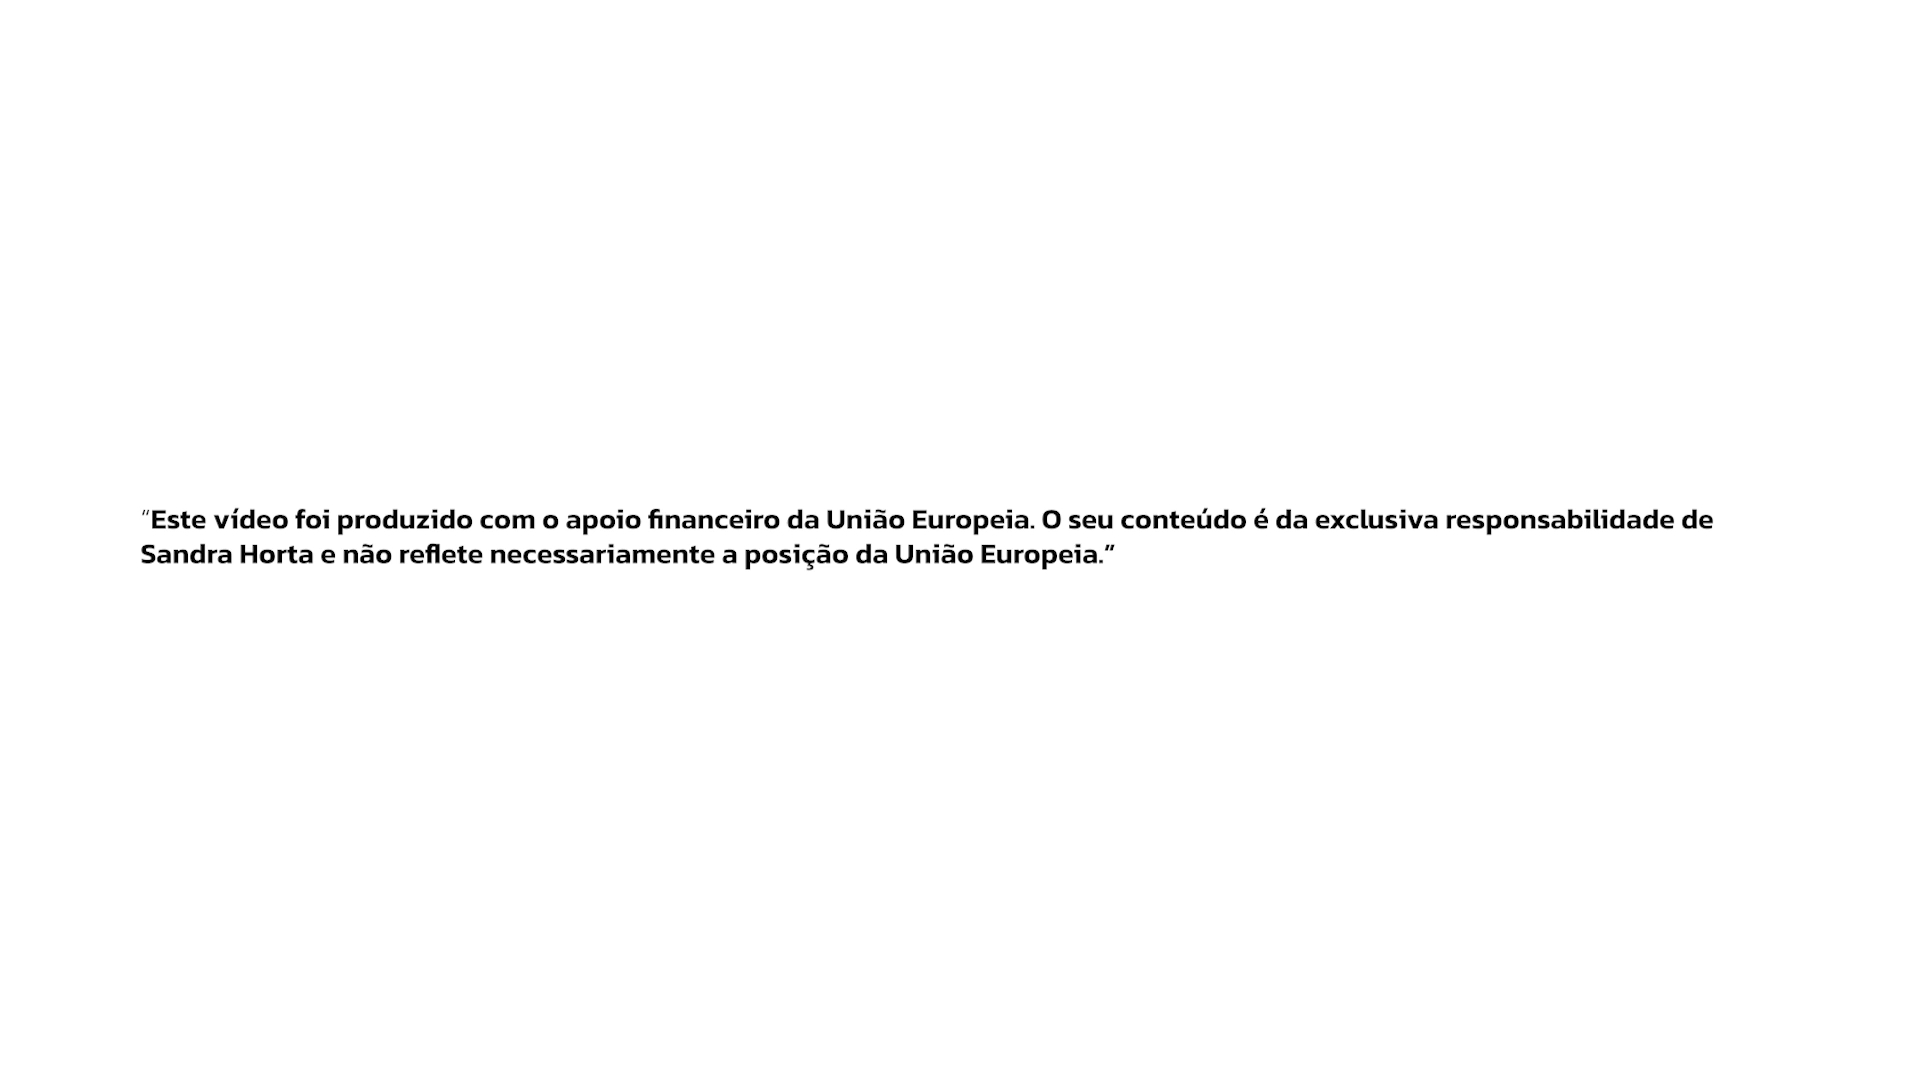 “Este vídeo foi produzido com o apoio financeiro da União Europeia. O seu conteúdo é da exclusiva responsabilidade de
Sandra Horta e não reflete necessariamente a posição da União Europeia.”